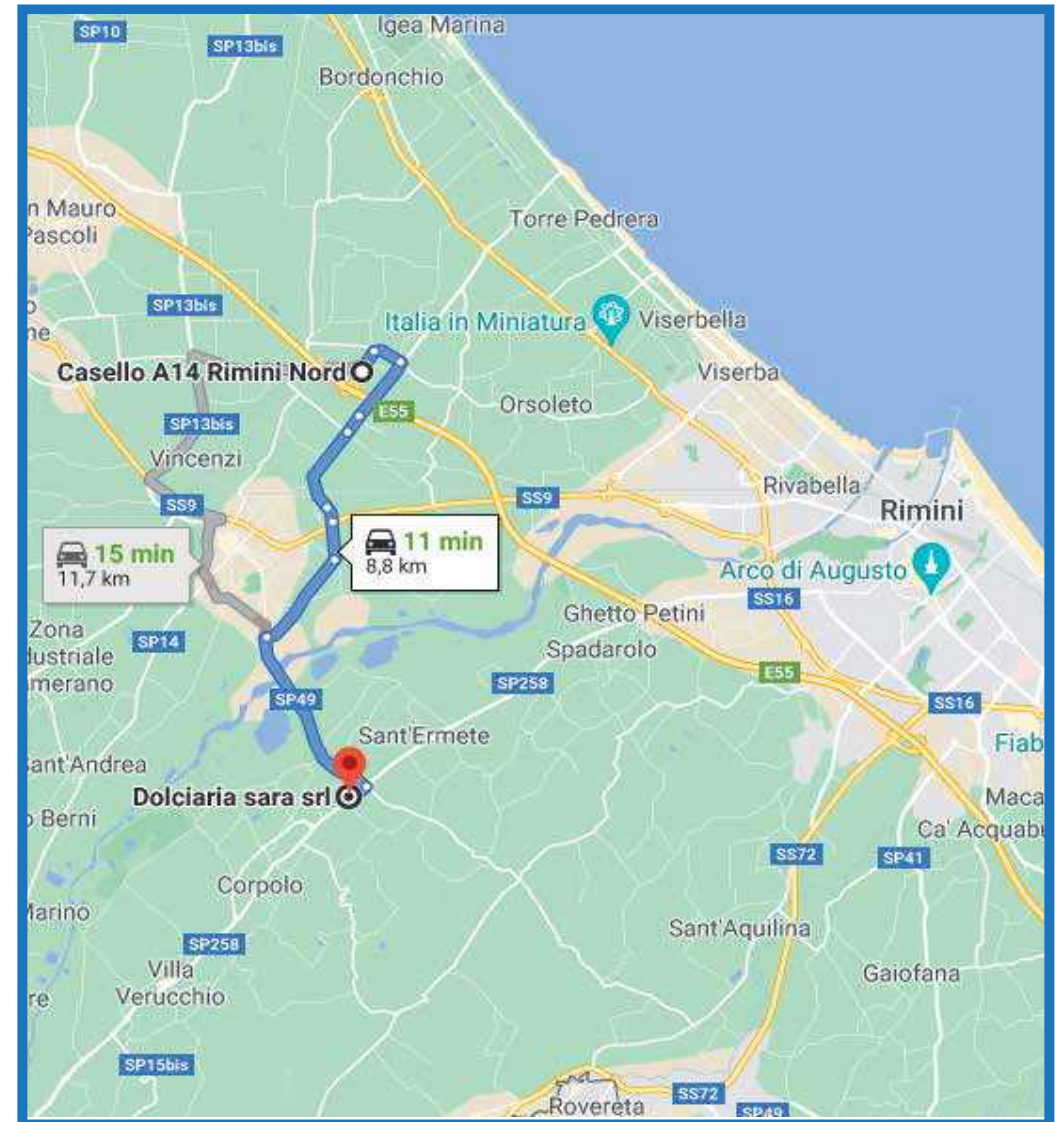 Igea Marina
SP10
SP13bis
Bordonchio
n Mauro
Pascoli
Torre Pedrera
SP13bis
Italia in Miniatura
Viserbella
ne
Casello A14 Rimini Nord
Viserba
E55
Orsoleto
SP13bis
Vincenzi
Rivabella
SS9
SS9
Rimini
15 min
11,7 km
11 min
8,8 km
Arco di Augusto
SS16
Ghetto Petini
Zona
dustriale
merano
SP14
Spadarolo
E55
SP258
SP49
SS16
Sant'Ermete
Fiab
ant'Andrea
Dolciaria sara srl
Maca
o Berni
Ca' Acquabu
SS72
SP41
Corpolo
Marino
Sant'Aquilina
SP258
Villa
Verucchio
Gaiofana
re
SP15bis
SS72
Rovereta
SP49